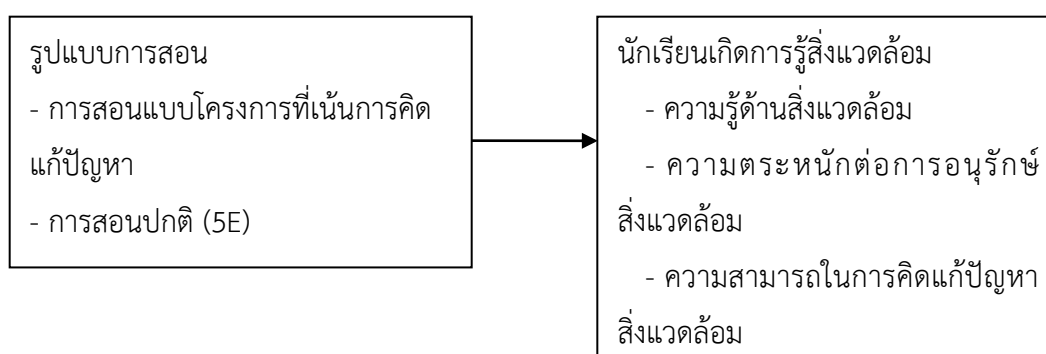 รูปแบบการสอน
- การสอนแบบโครงการที่เน้นการคิด
แก้ปัญหา
- การสอนปกติ (5E)
นักเรียนเกิดการรู้สิ่งแวดล้อม
- ความรู้ด้านสิ่งแวดล้อม
- ความตระหนักต่อการอนุรักษ์
สิ่งแวดล้อม
- ความสามารถในการคิดแก้ปัญหา
สิ่งแวดล้อม